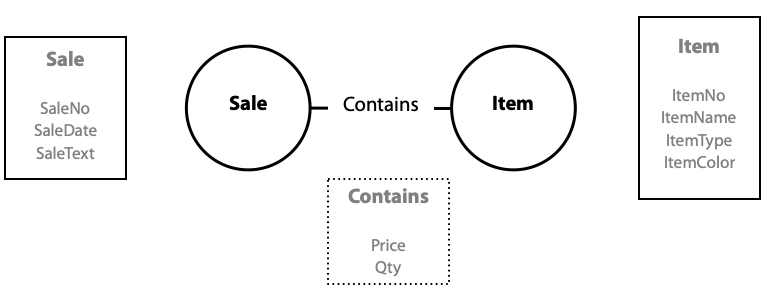 Sale
SaleNo
SaleDate
SaleText
Sale
Contains
Item
Item
ItemNo
ItemName
ItemType
ItemColor
Contains
Price
Qty